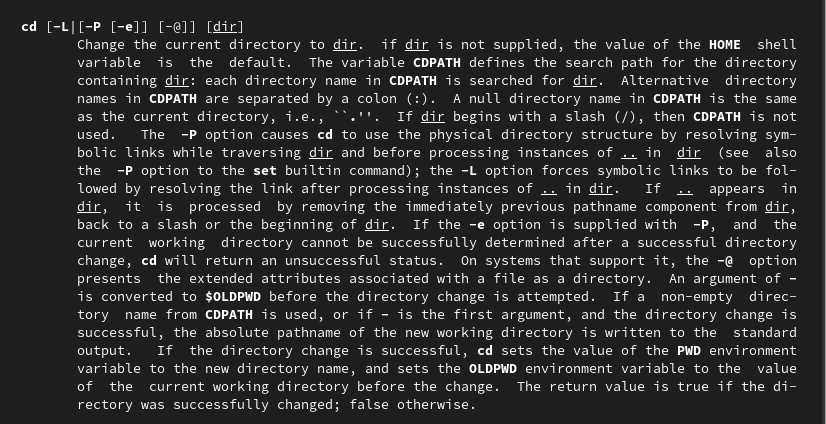 cd [-L|[-P [-e]] [-@]] [dir]
Change the current directory to dir.  if dir is not supplied, the value of the HOME  shell
variable  is  the  default.  The variable CDPATH defines the search path for the directory
containing dir: each directory name in CDPATH is searched for dir.  Alternative  directory
names in CDPATH are separated by a colon (:).  A null directory name in CDPATH is the same
as the current directory, i.e., ``.''.  If dir begins with a slash (/), then CDPATH is not
used.   The  -P option causes cd to use the physical directory structure by resolving sym-
bolic links while traversing dir and before processing instances of .. in  dir  (see  also
the  -P option to the set builtin command); the -L option forces symbolic links to be fol-
lowed by resolving the link after processing instances of .. in dir.   If  ..  appears  in
dir,  it  is  processed  by removing the immediately previous pathname component from dir,
back to a slash or the beginning of dir.  If the -e option is supplied with  -P,  and  the
current  working  directory cannot be successfully determined after a successful directory
change, cd will return an unsuccessful status.  On systems that support it, the -@  option
presents  the extended attributes associated with a file as a directory.  An argument of -
is converted to $OLDPWD before the directory change is attempted.  If a  non-empty  direc-
tory  name from CDPATH is used, or if - is the first argument, and the directory change is
successful, the absolute pathname of the new working directory is written to the  standard
output.   If  the directory change is successful, cd sets the value of the PWD environment
variable to the new directory name, and sets the OLDPWD environment variable to the  value
of  the  current working directory before the change.  The return value is true if the di-
rectory was successfully changed; false otherwise.